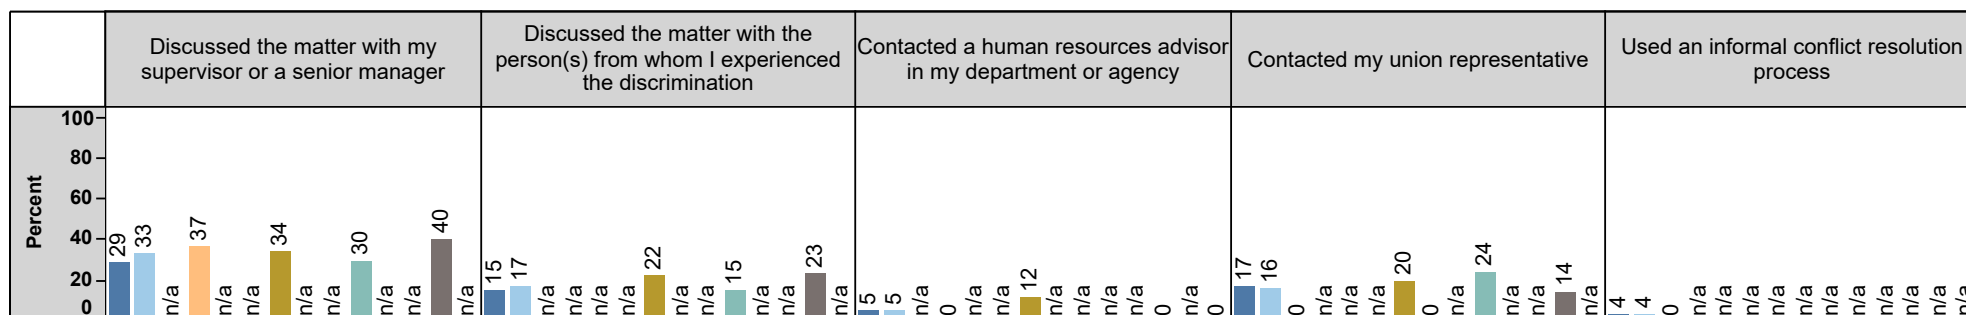 Discussed the matter with my
supervisor or a senior manager
Discussed the matter with the
person(s) from whom I experienced
the discrimination
Contacted a human resources advisor
in my department or agency
Contacted my union representative
Used an informal conflict resolution
process
Percent
100
80
60
40
20
0
29
33
n/a
37
n/a
n/a
34
n/a
n/a
30
n/a
n/a
40
n/a
15
17
n/a
n/a
n/a
n/a
22
n/a
n/a
15
n/a
n/a
23
n/a
5
5
n/a
0
n/a
n/a
12
n/a
n/a
n/a
n/a
0
n/a
0
17
16
0
n/a
n/a
n/a
20
0
n/a
24
n/a
n/a
14
n/a
4
4
0
n/a
n/a
n/a
n/a
n/a
n/a
n/a
n/a
n/a
n/a
n/a